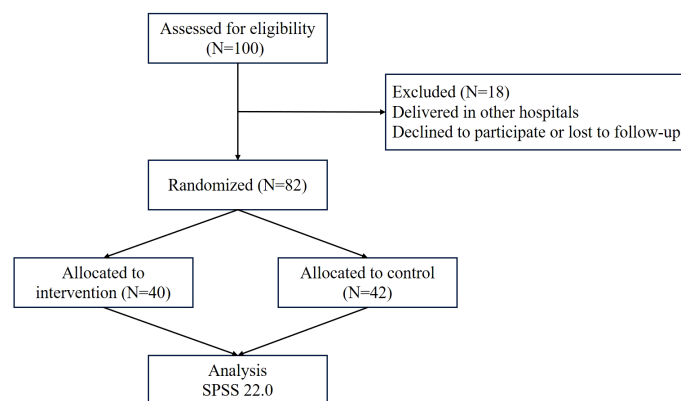 Assessed for eligibility
(N=100)
Excluded (N=18)
Delivered in other hospitals
Declined to participate or lost to follow-up
Randomized (N=82)
Allocated to
intervention (N=40)
Allocated to control
(N=42)
Analysis
SPSS 22.0